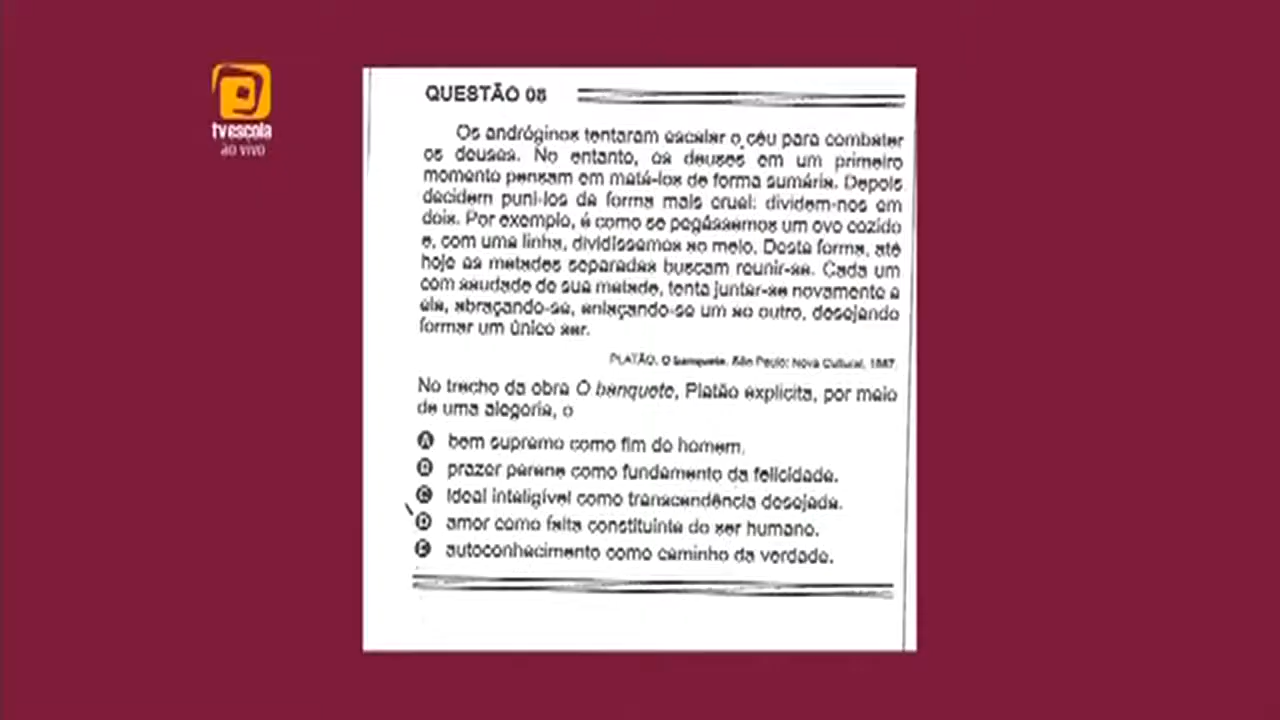 tvescola
ao vivo
QUESTÃO 08
Os andróginos tentaram escalar o céu para combater
os deuses. No entanto, os deuses em um primeiro
momento pensam em matá-los de forma sumária. Depois
decidem puni-los da forma mais cruel: dividem-nos em
dois. Por exemplo, é como se pegássemos um ovo cozido
e, com uma linha, dividíssemos ao meio. Desta forma, até
hoje as metades separadas buscam reunir-se. Cada um
com saudade de sua metade, tenta juntar-se novamente a
ela, abraçando-se, enlaçando-se um ao outro, desejando
formar um único ser.
PLATÃO. O banquete. São Paulo: Nova Cultural, 1987.
No trecho da obra O banquete, Platão explicita, por meio
de uma alegoria, o
A bem supremo como fim do homem.
B prazer perene como fundamento da felicidade.
C ideal inteligível como transcendência desejada.
D amor como falta constituinte do ser humano.
E autoconhecimento como caminho da verdade.